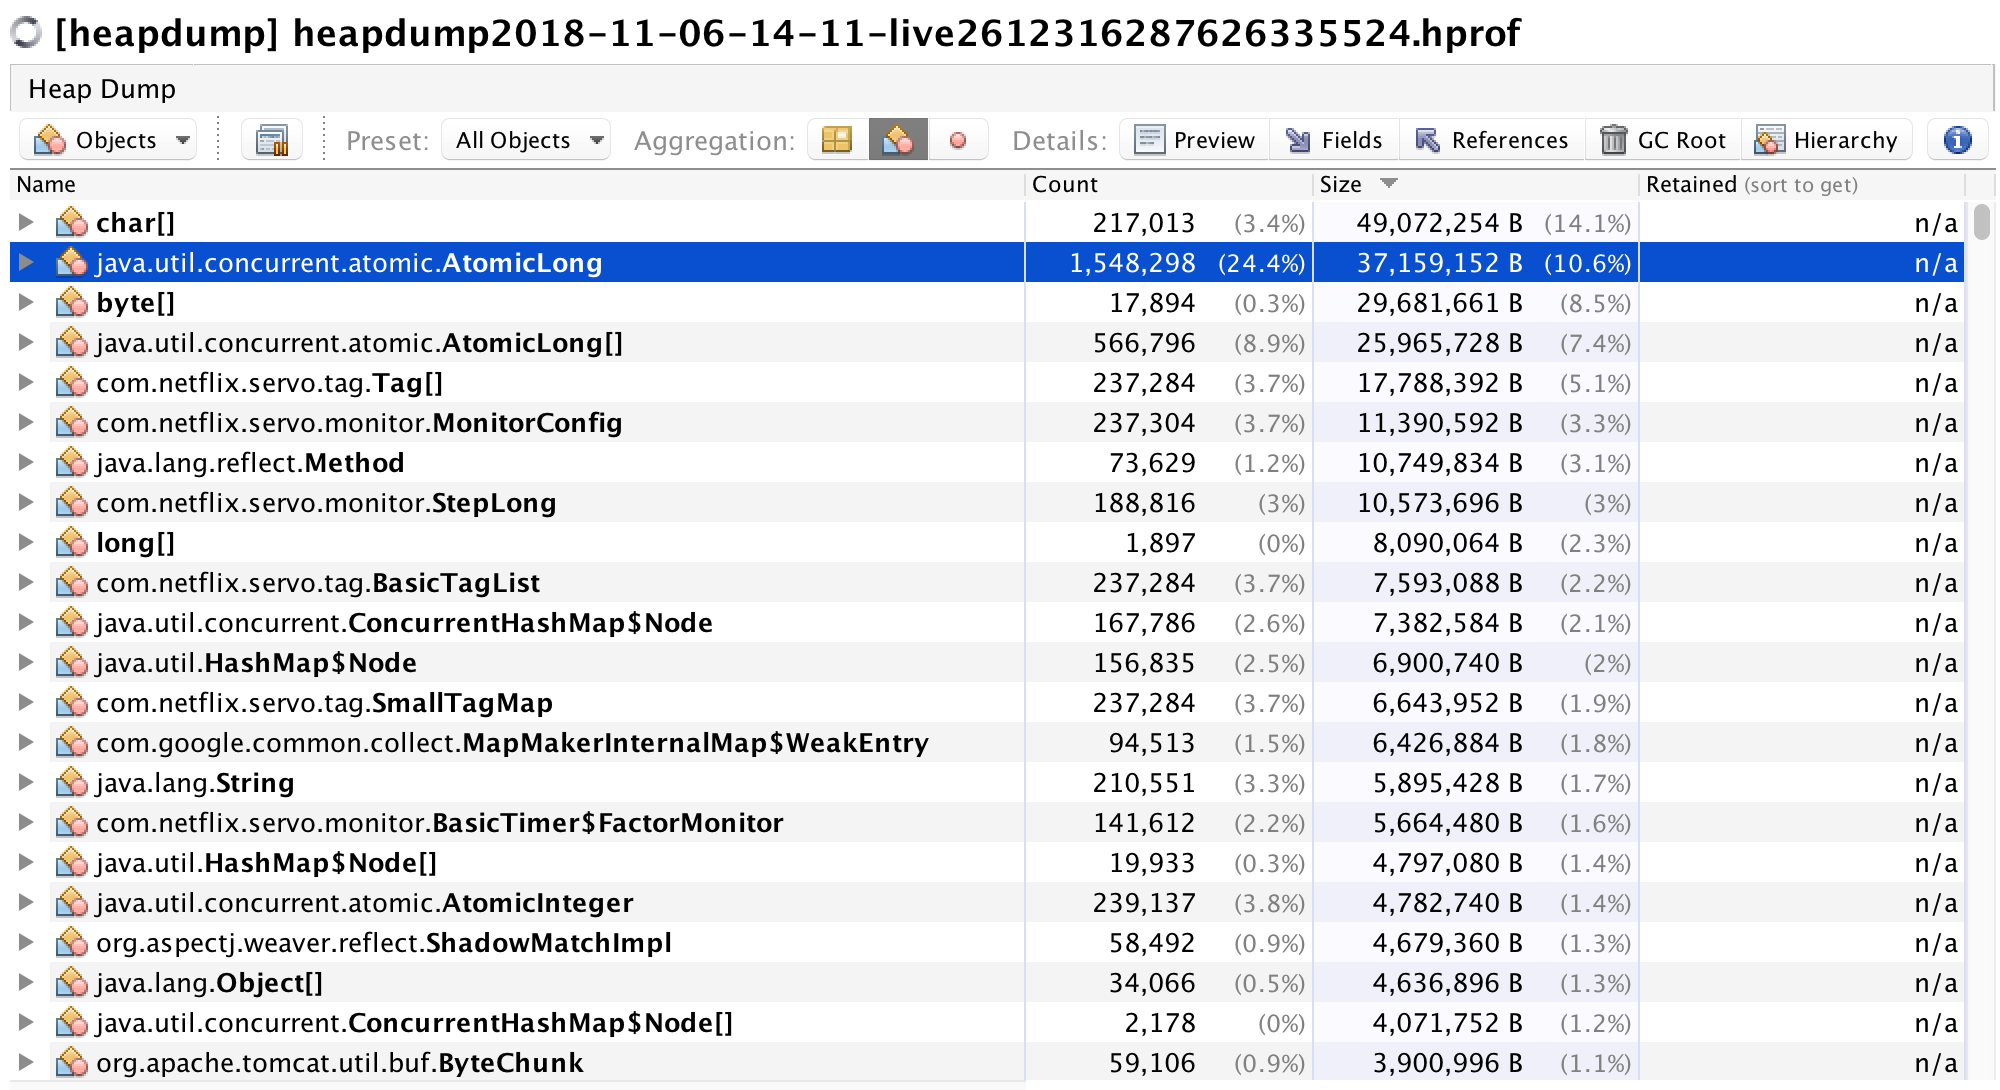 [heapdump] heapdump2018-11-06-14-11-live2612316287626335524.hprof
Heap Dump
Objects Preset: All Objects Aggregation: Details: Preview Fields References GC Root Hierarchy
Name Count Size Retained (sort to get)
char[] 217,013 (3.4%) 49,072,254 B (14.1%) n/a
java.util.concurrent.atomic.AtomicLong 1,548,298 (24.4%) 37,159,152 B (10.6%) n/a
byte[] 17,894 (0.3%) 29,681,661 B (8.5%) n/a
java.util.concurrent.atomic.AtomicLong[] 566,796 (8.9%) 25,965,728 B (7.4%) n/a
com.netflix.servo.tag.Tag[] 237,284 (3.7%) 17,788,392 B (5.1%) n/a
com.netflix.servo.monitor.MonitorConfig 237,304 (3.7%) 11,390,592 B (3.3%) n/a
java.lang.reflect.Method 73,629 (1.2%) 10,749,834 B (3.1%) n/a
com.netflix.servo.monitor.StepLong 188,816 (3%) 10,573,696 B (3%) n/a
long[] 1,897 (0%) 8,090,064 B (2.3%) n/a
com.netflix.servo.tag.BasicTagList 237,284 (3.7%) 7,593,088 B (2.2%) n/a
java.util.concurrent.ConcurrentHashMap$Node 167,786 (2.6%) 7,382,584 B (2.1%) n/a
java.util.HashMap$Node 156,835 (2.5%) 6,900,740 B (2%) n/a
com.netflix.servo.tag.SmallTagMap 237,284 (3.7%) 6,643,952 B (1.9%) n/a
com.google.common.collect.MapMakerInternalMap$WeakEntry 94,513 (1.5%) 6,426,884 B (1.8%) n/a
java.lang.String 210,551 (3.3%) 5,895,428 B (1.7%) n/a
com.netflix.servo.monitor.BasicTimer$FactorMonitor 141,612 (2.2%) 5,664,480 B (1.6%) n/a
java.util.HashMap$Node[] 19,933 (0.3%) 4,797,080 B (1.4%) n/a
java.util.concurrent.atomic.AtomicInteger 239,137 (3.8%) 4,782,740 B (1.4%) n/a
org.aspectj.weaver.reflect.ShadowMatchImpl 58,492 (0.9%) 4,679,360 B (1.3%) n/a
java.lang.Object[] 34,066 (0.5%) 4,636,896 B (1.3%) n/a
java.util.concurrent.ConcurrentHashMap$Node[] 2,178 (0%) 4,071,752 B (1.2%) n/a
org.apache.tomcat.util.buf.ByteChunk 59,106 (0.9%) 3,900,996 B (1.1%) n/a